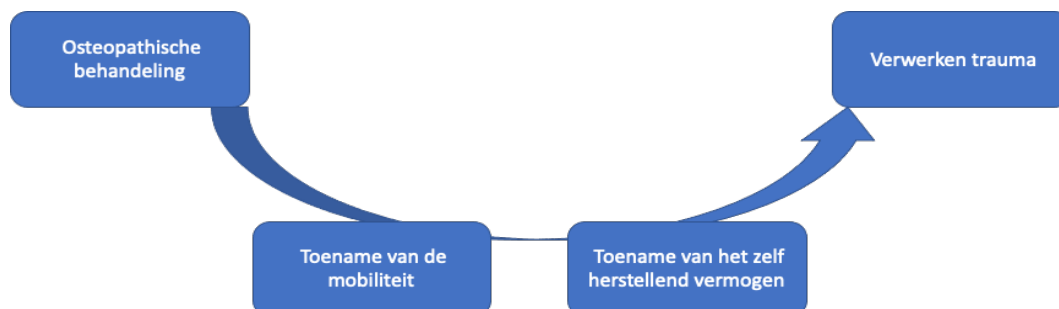 Osteopathische
behandeling
Verwerken trauma
Toename van de
mobiliteit
Toename van het zelf
herstellend vermogen